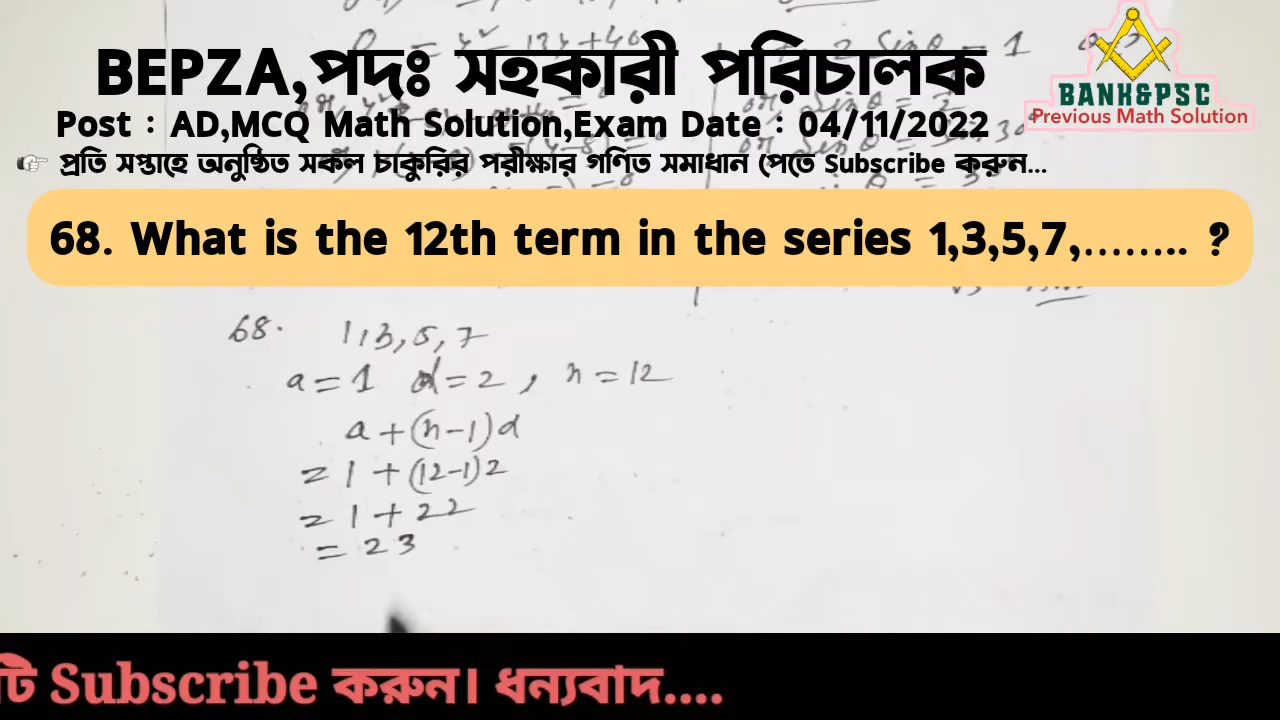 BEPZA,পদঃ সহকারী পরিচালক
Post : AD,MCQ Math Solution,Exam Date : 04/11/2022
BANK&PSC
Previous Math Solution
প্রতি সপ্তাহে অনুষ্ঠিত সকল চাকুরির পরীক্ষার গণিত সমাধান পেতে Subscribe করুন...
68. What is the 12th term in the series 1,3,5,7,........ ?
68. 1,3,5,7
a=1 d=2, n=12
a+(n-1)d
= 1+(12-1)2
= 1+22
= 23
টি Subscribe করুন। ধন্যবাদ....